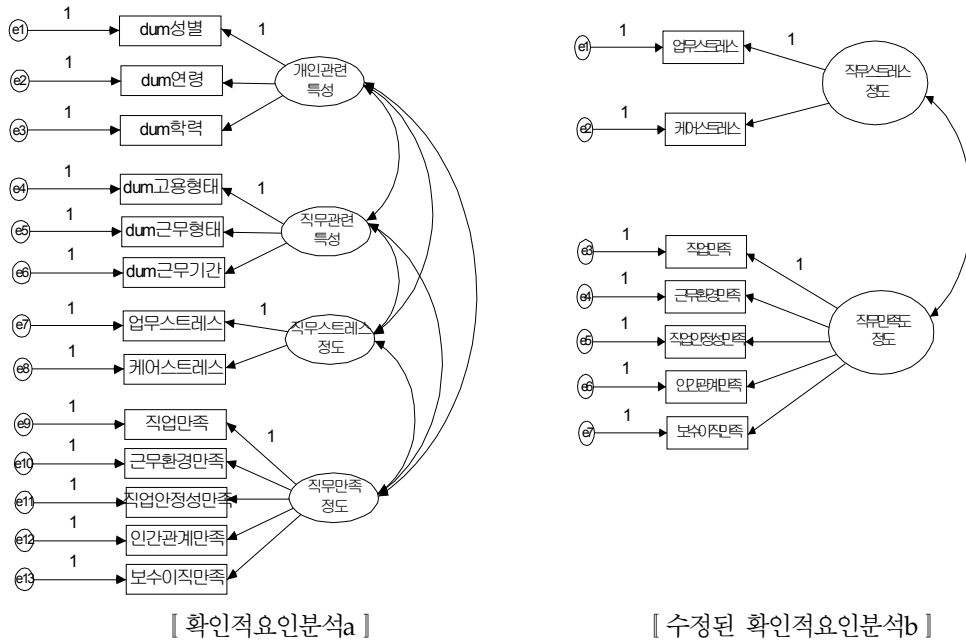 e1
1
dum성별
1
e2
1
dum연령
개인관련
특성
e3
1
dum학력
e4
1
dum고용형태
1
e5
1
dum근무형태
직무관련
특성
e6
1
dum근무기간
e7
1
업무스트레스
1
직무스트레스
정도
e8
1
케어스트레스
e9
1
직업만족
1
e10
1
근무환경만족
e11
1
직업안정성만족
직무만족
정도
e12
1
인간관계만족
e13
1
보수이직만족
[ 확인적요인분석a ]
e1
1
업무스트레스
1
직무스트레스
정도
e2
1
케어스트레스
e3
1
직업만족
1
e4
1
근무환경만족
e5
1
직업안정성만족
직무만족도
정도
e6
1
인간관계만족
e7
1
보수이직만족
[ 수정된 확인적요인분석b ]